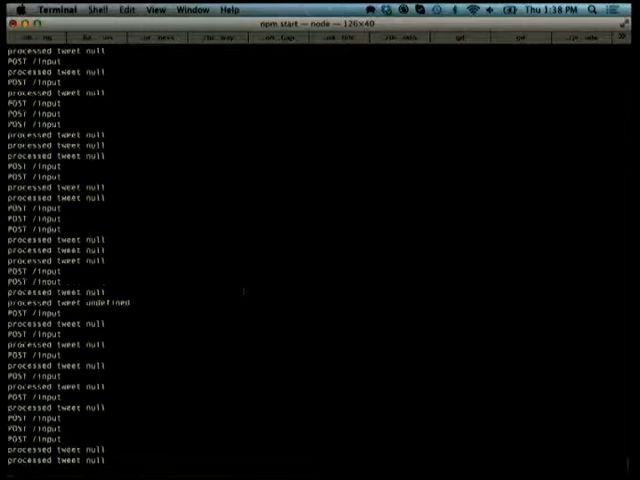 Terminal Shell Edit View Window Help Thu 1:38 PM
npm start — node — 126×40
processed tweet null
POST /input
processed tweet null
POST /input
processed tweet null
POST /input
POST /input
POST /input
processed tweet null
processed tweet null
processed tweet null
POST /input
POST /input
processed tweet null
processed tweet null
POST /input
POST /input
POST /input
processed tweet null
processed tweet null
processed tweet null
POST /input
POST /input
processed tweet null
processed tweet undefined
POST /input
processed tweet null
POST /input
processed tweet null
POST /input
processed tweet null
POST /input
processed tweet null
POST /input
processed tweet null
POST /input
POST /input
POST /input
processed tweet null
processed tweet null